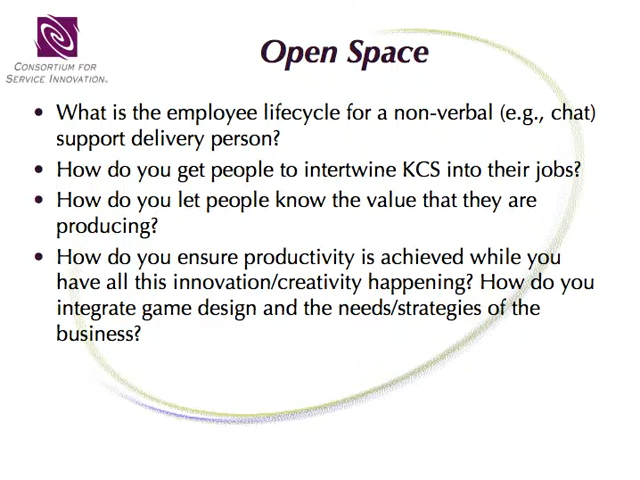 CONSORTIUM FOR
SERVICE INNOVATION.
Open Space
• What is the employee lifecycle for a non-verbal (e.g., chat)
support delivery person?
• How do you get people to intertwine KCS into their jobs?
• How do you let people know the value that they are
producing?
• How do you ensure productivity is achieved while you
have all this innovation/creativity happening? How do you
integrate game design and the needs/strategies of the
business?